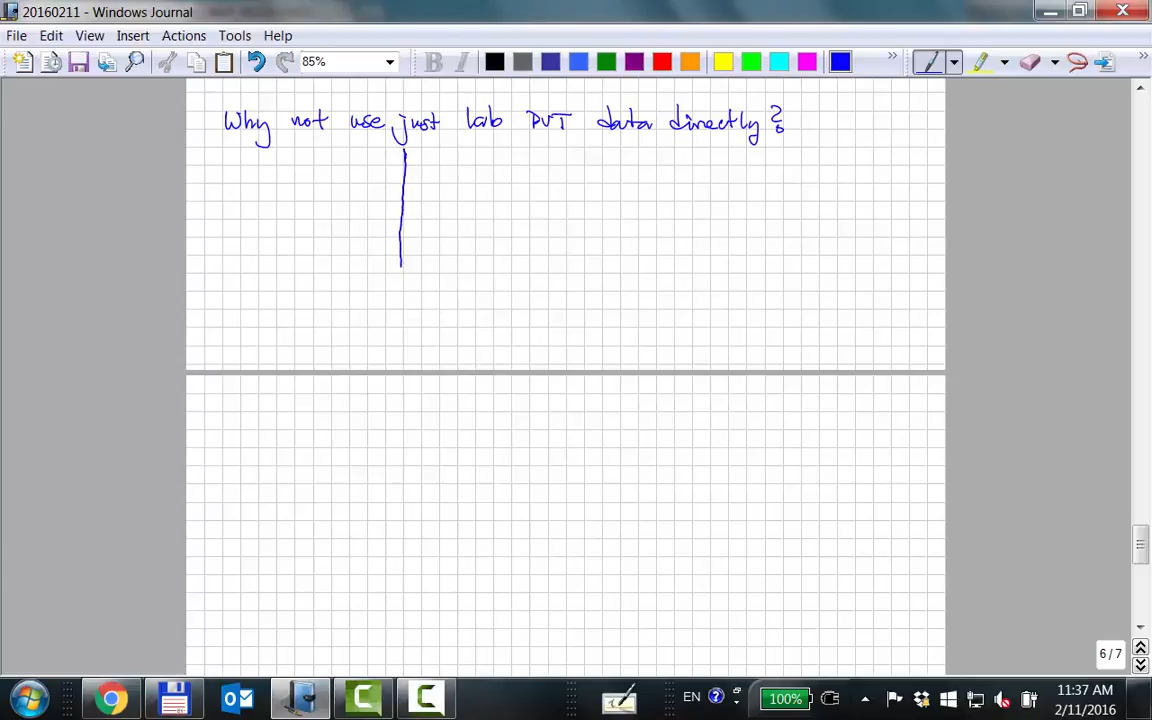 20160211 - Windows Journal
File Edit View Insert Actions Tools Help
85% B I
Why not use just lab PVT data directly?
6 / 7
EN 100% 11:37 AM
2/11/2016